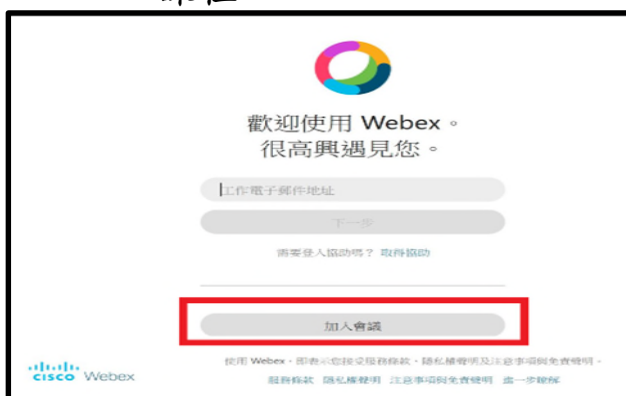 歡迎使用 Webex。
很高興遇見您。
工作電子郵件地址
下一步
需要登入協助嗎？ 取得協助
加入會議
使用 Webex，即表示您接受服務條款、隱私權聲明及注意事項與免責聲明。
cisco Webex
服務條款 隱私權聲明 注意事項與免責聲明 進一步瞭解